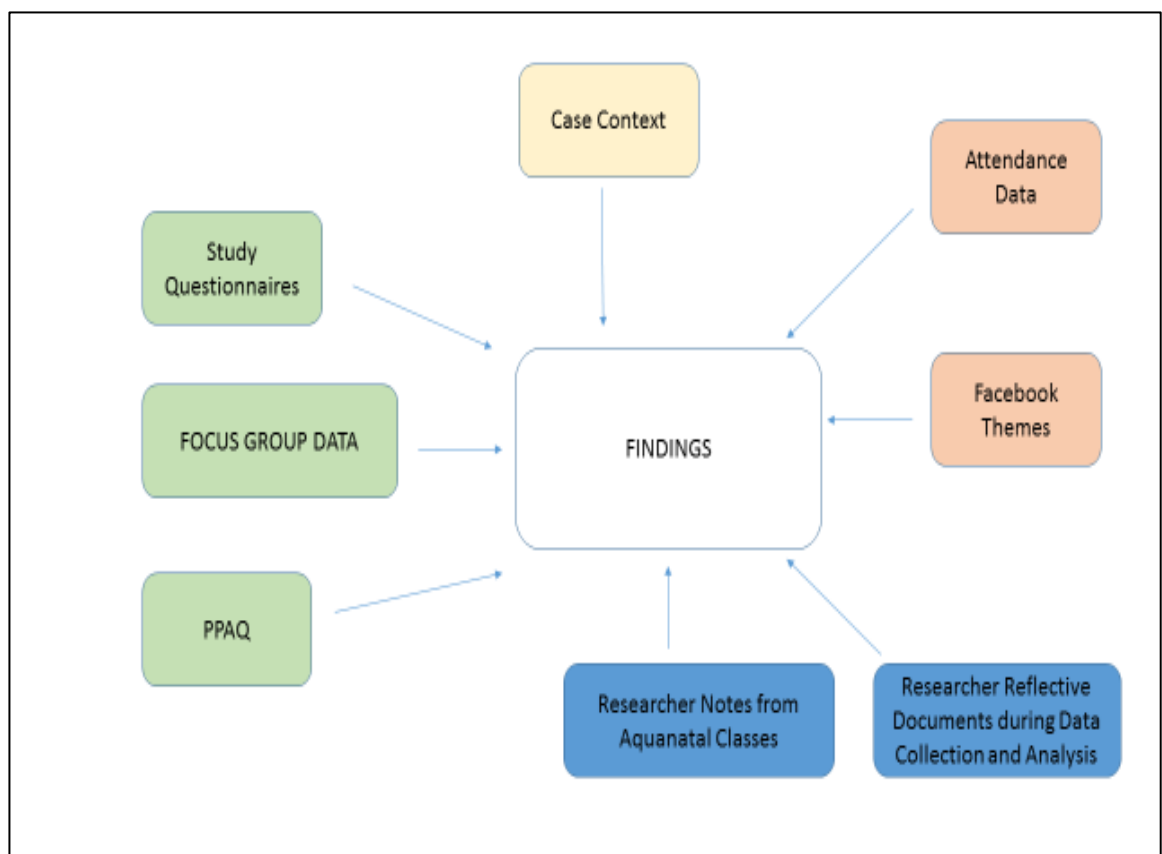 Case Context
Attendance
Data
Study
Questionnaires
Facebook
Themes
FOCUS GROUP DATA
FINDINGS
PPAQ
Researcher Notes from
Aquanatal Classes
Researcher Reflective
Documents during Data
Collection and Analysis